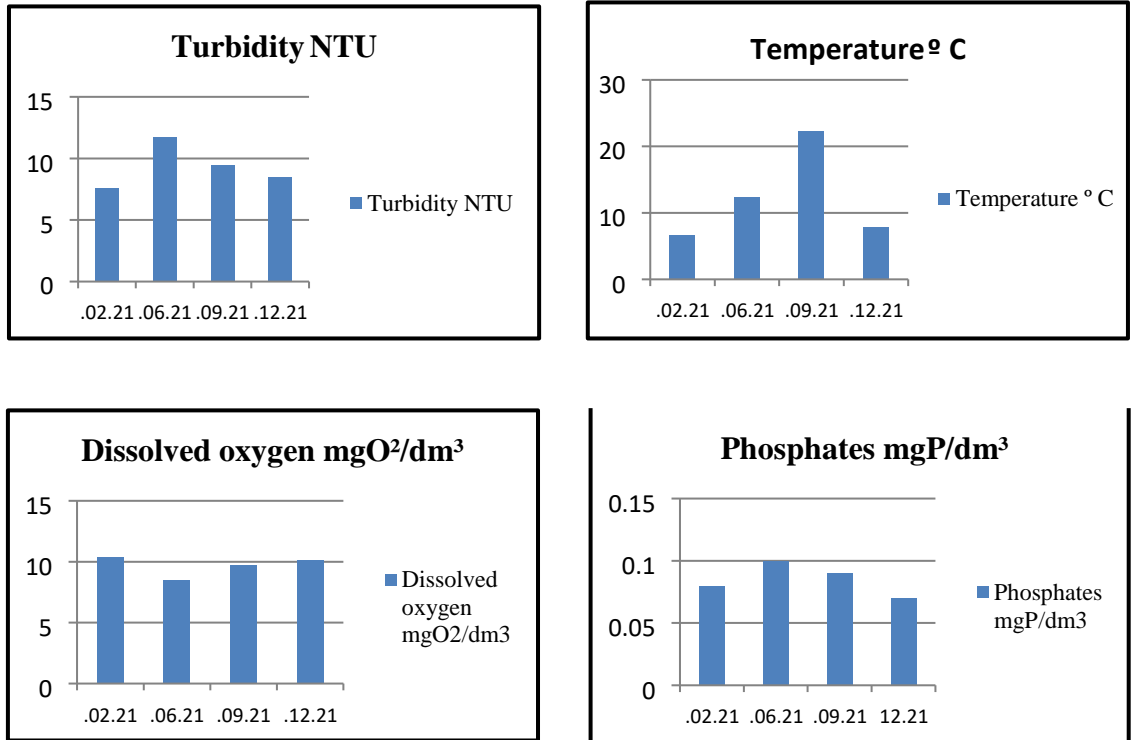 Turbidity NTU
15
10
5
0
.02.21 .06.21 .09.21 .12.21
Turbidity NTU
Temperature º C
30
20
10
0
.02.21 .06.21 .09.21 .12.21
Temperature º C
Dissolved oxygen mgO²/dm³
15
10
5
0
.02.21 .06.21 .09.21 .12.21
Dissolved
oxygen
mgO2/dm3
Phosphates mgP/dm³
0.15
0.1
0.05
0
.02.21 .06.21 .09.21 12.21
Phosphates
mgP/dm3